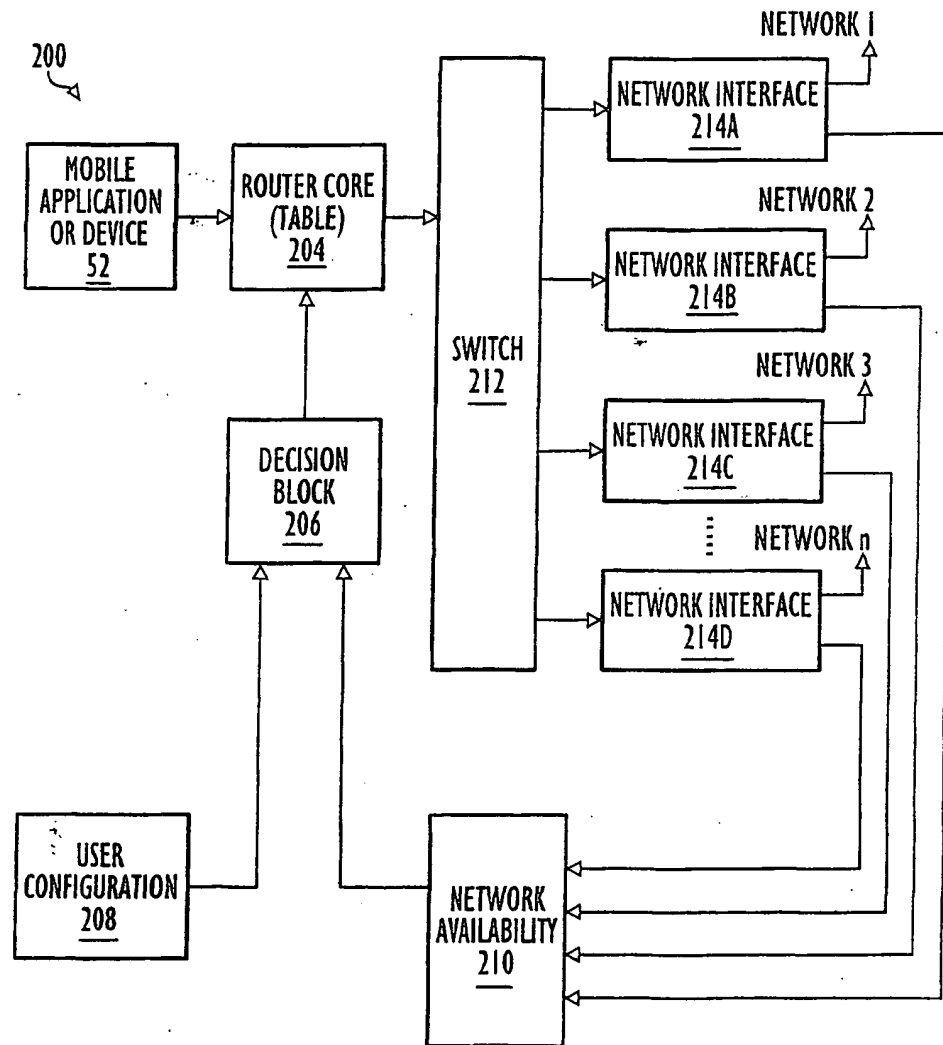 200
MOBILE
APPLICATION
OR DEVICE
52
ROUTER CORE
(TABLE)
204
DECISION
BLOCK
206
USER
CONFIGURATION
208
SWITCH
212
NETWORK 1
NETWORK INTERFACE
214A
NETWORK 2
NETWORK INTERFACE
214B
NETWORK 3
NETWORK INTERFACE
214C
NETWORK n
NETWORK INTERFACE
214D
NETWORK
AVAILABILITY
210